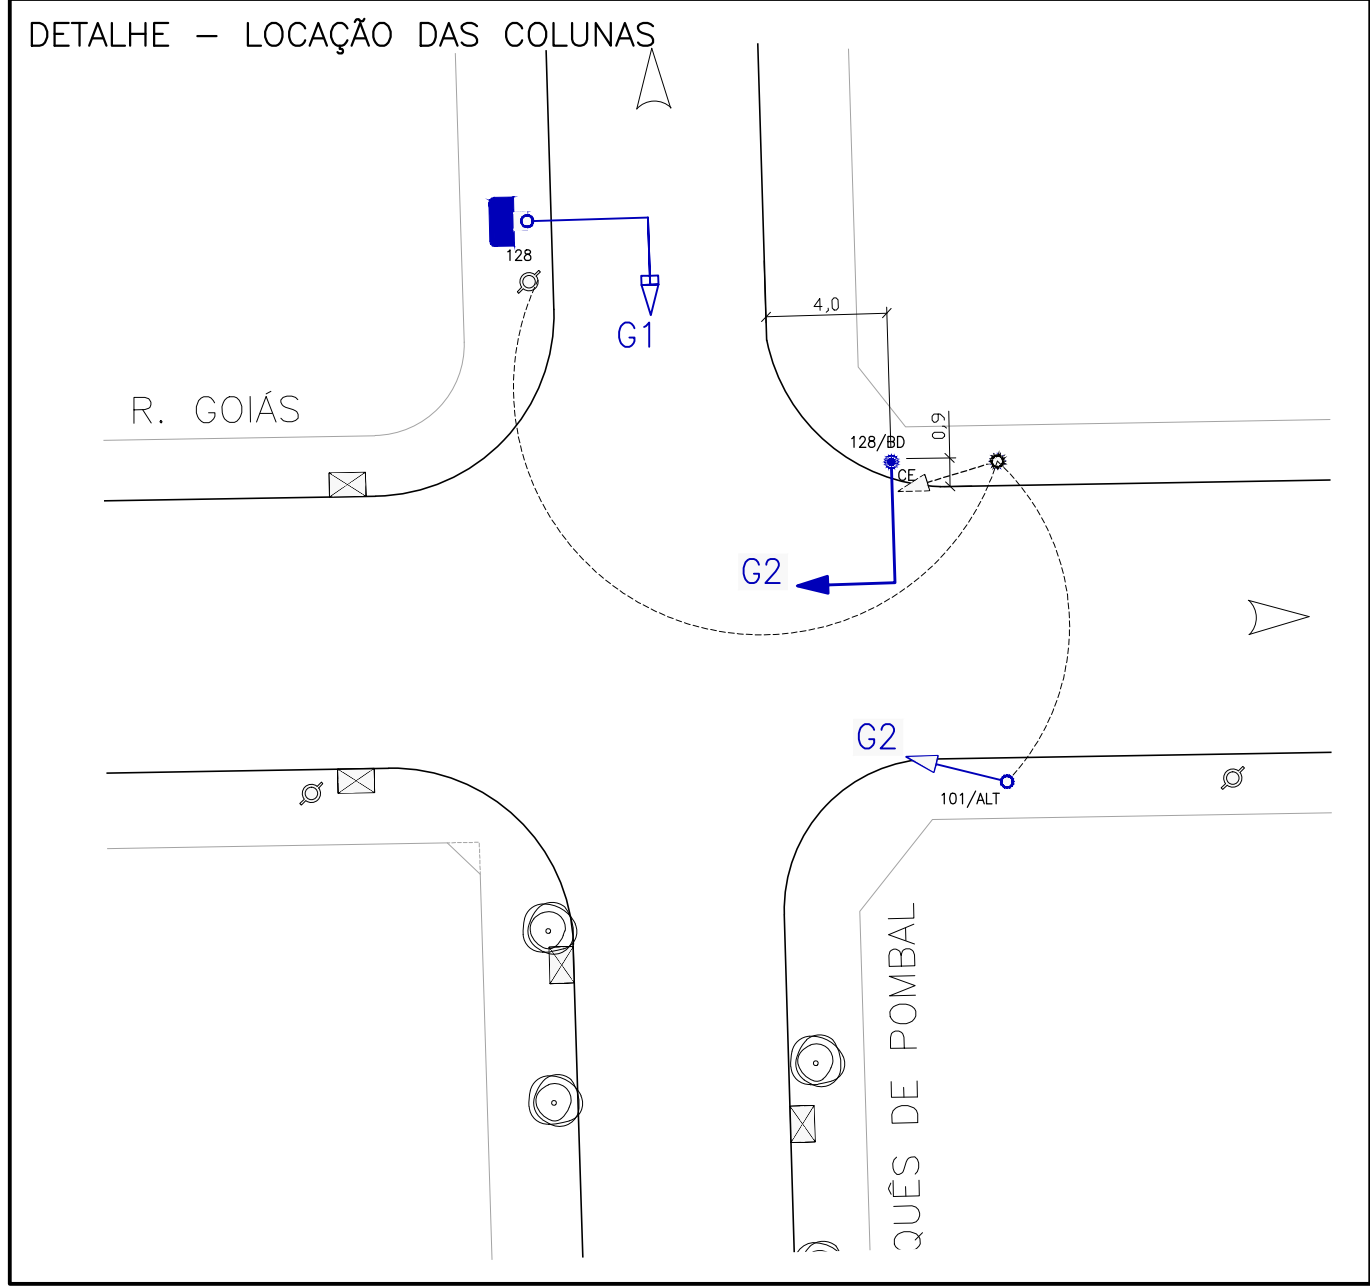 DETALHE – LOCAÇÃO DAS COLUNAS
128
G1
4,0
R. GOIÁS
0,9
128/BD
CE
G2
G2
101/ALT
QUÊS DE POMBAL